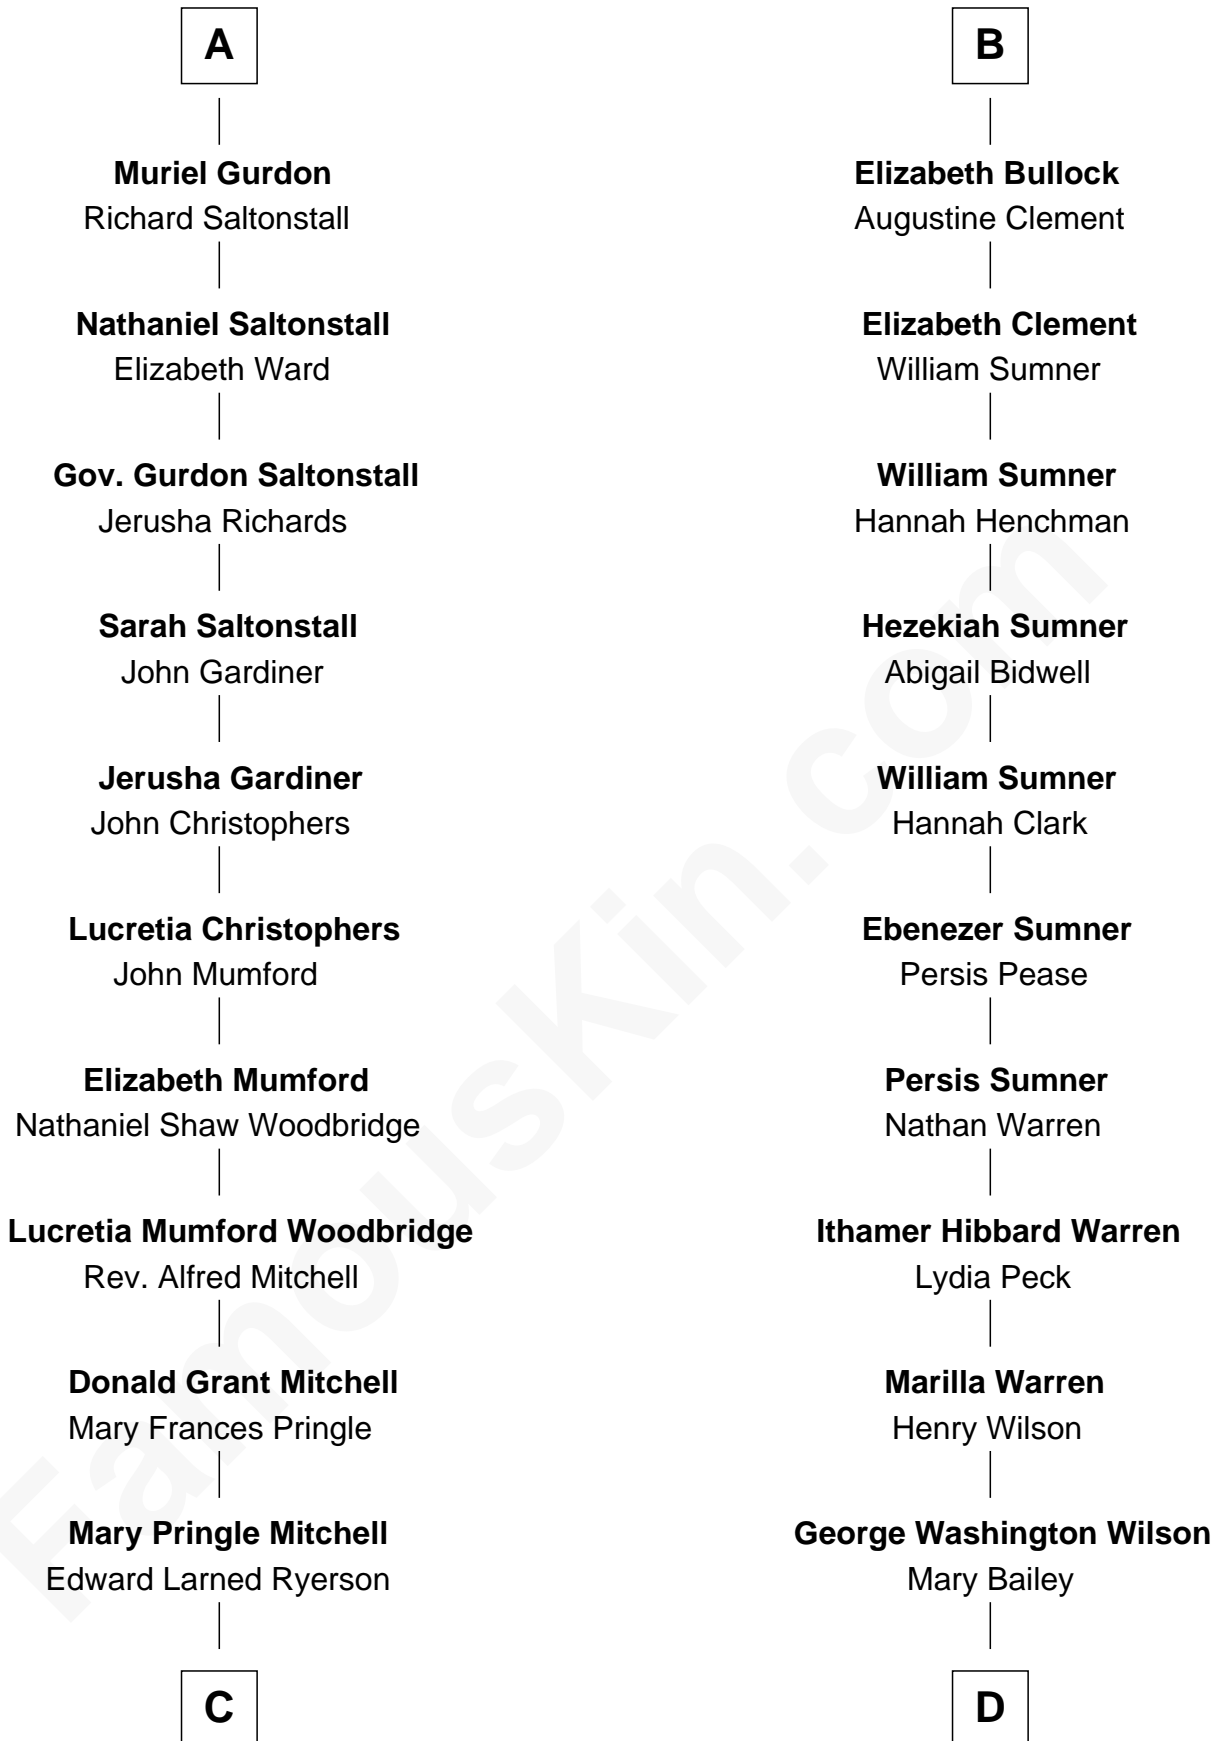 A
Muriel Gurdon
Richard Saltonstall
Nathaniel Saltonstall
Elizabeth Ward
Gov. Gurdon Saltonstall
Jerusha Richards
Sarah Saltonstall
John Gardiner
Jerusha Gardiner
John Christophers
Lucretia Christophers
John Mumford
Elizabeth Mumford
Nathaniel Shaw Woodbridge
Lucretia Mumford Woodbridge
Rev. Alfred Mitchell
Donald Grant Mitchell
Mary Frances Pringle
Mary Pringle Mitchell
Edward Larned Ryerson
C
B
Elizabeth Bullock
Augustine Clement
Elizabeth Clement
William Sumner
William Sumner
Hannah Henchman
Hezekiah Sumner
Abigail Bidwell
William Sumner
Hannah Clark
Ebenezer Sumner
Persis Pease
Persis Sumner
Nathan Warren
Ithamer Hibbard Warren
Lydia Peck
Marilla Warren
Henry Wilson
George Washington Wilson
Mary Bailey
D
FamousKin.com